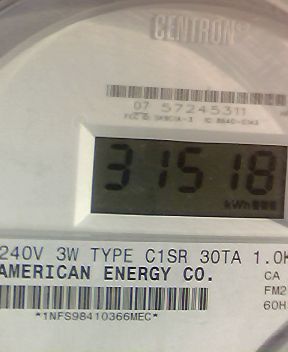 CENTRON
07 57245311
31518
kWh
240V 3W TYPE C1SR 30TA 1.0K
AMERICAN ENERGY CO.
CA
FM2
60H
*1NFS98410366MEC*